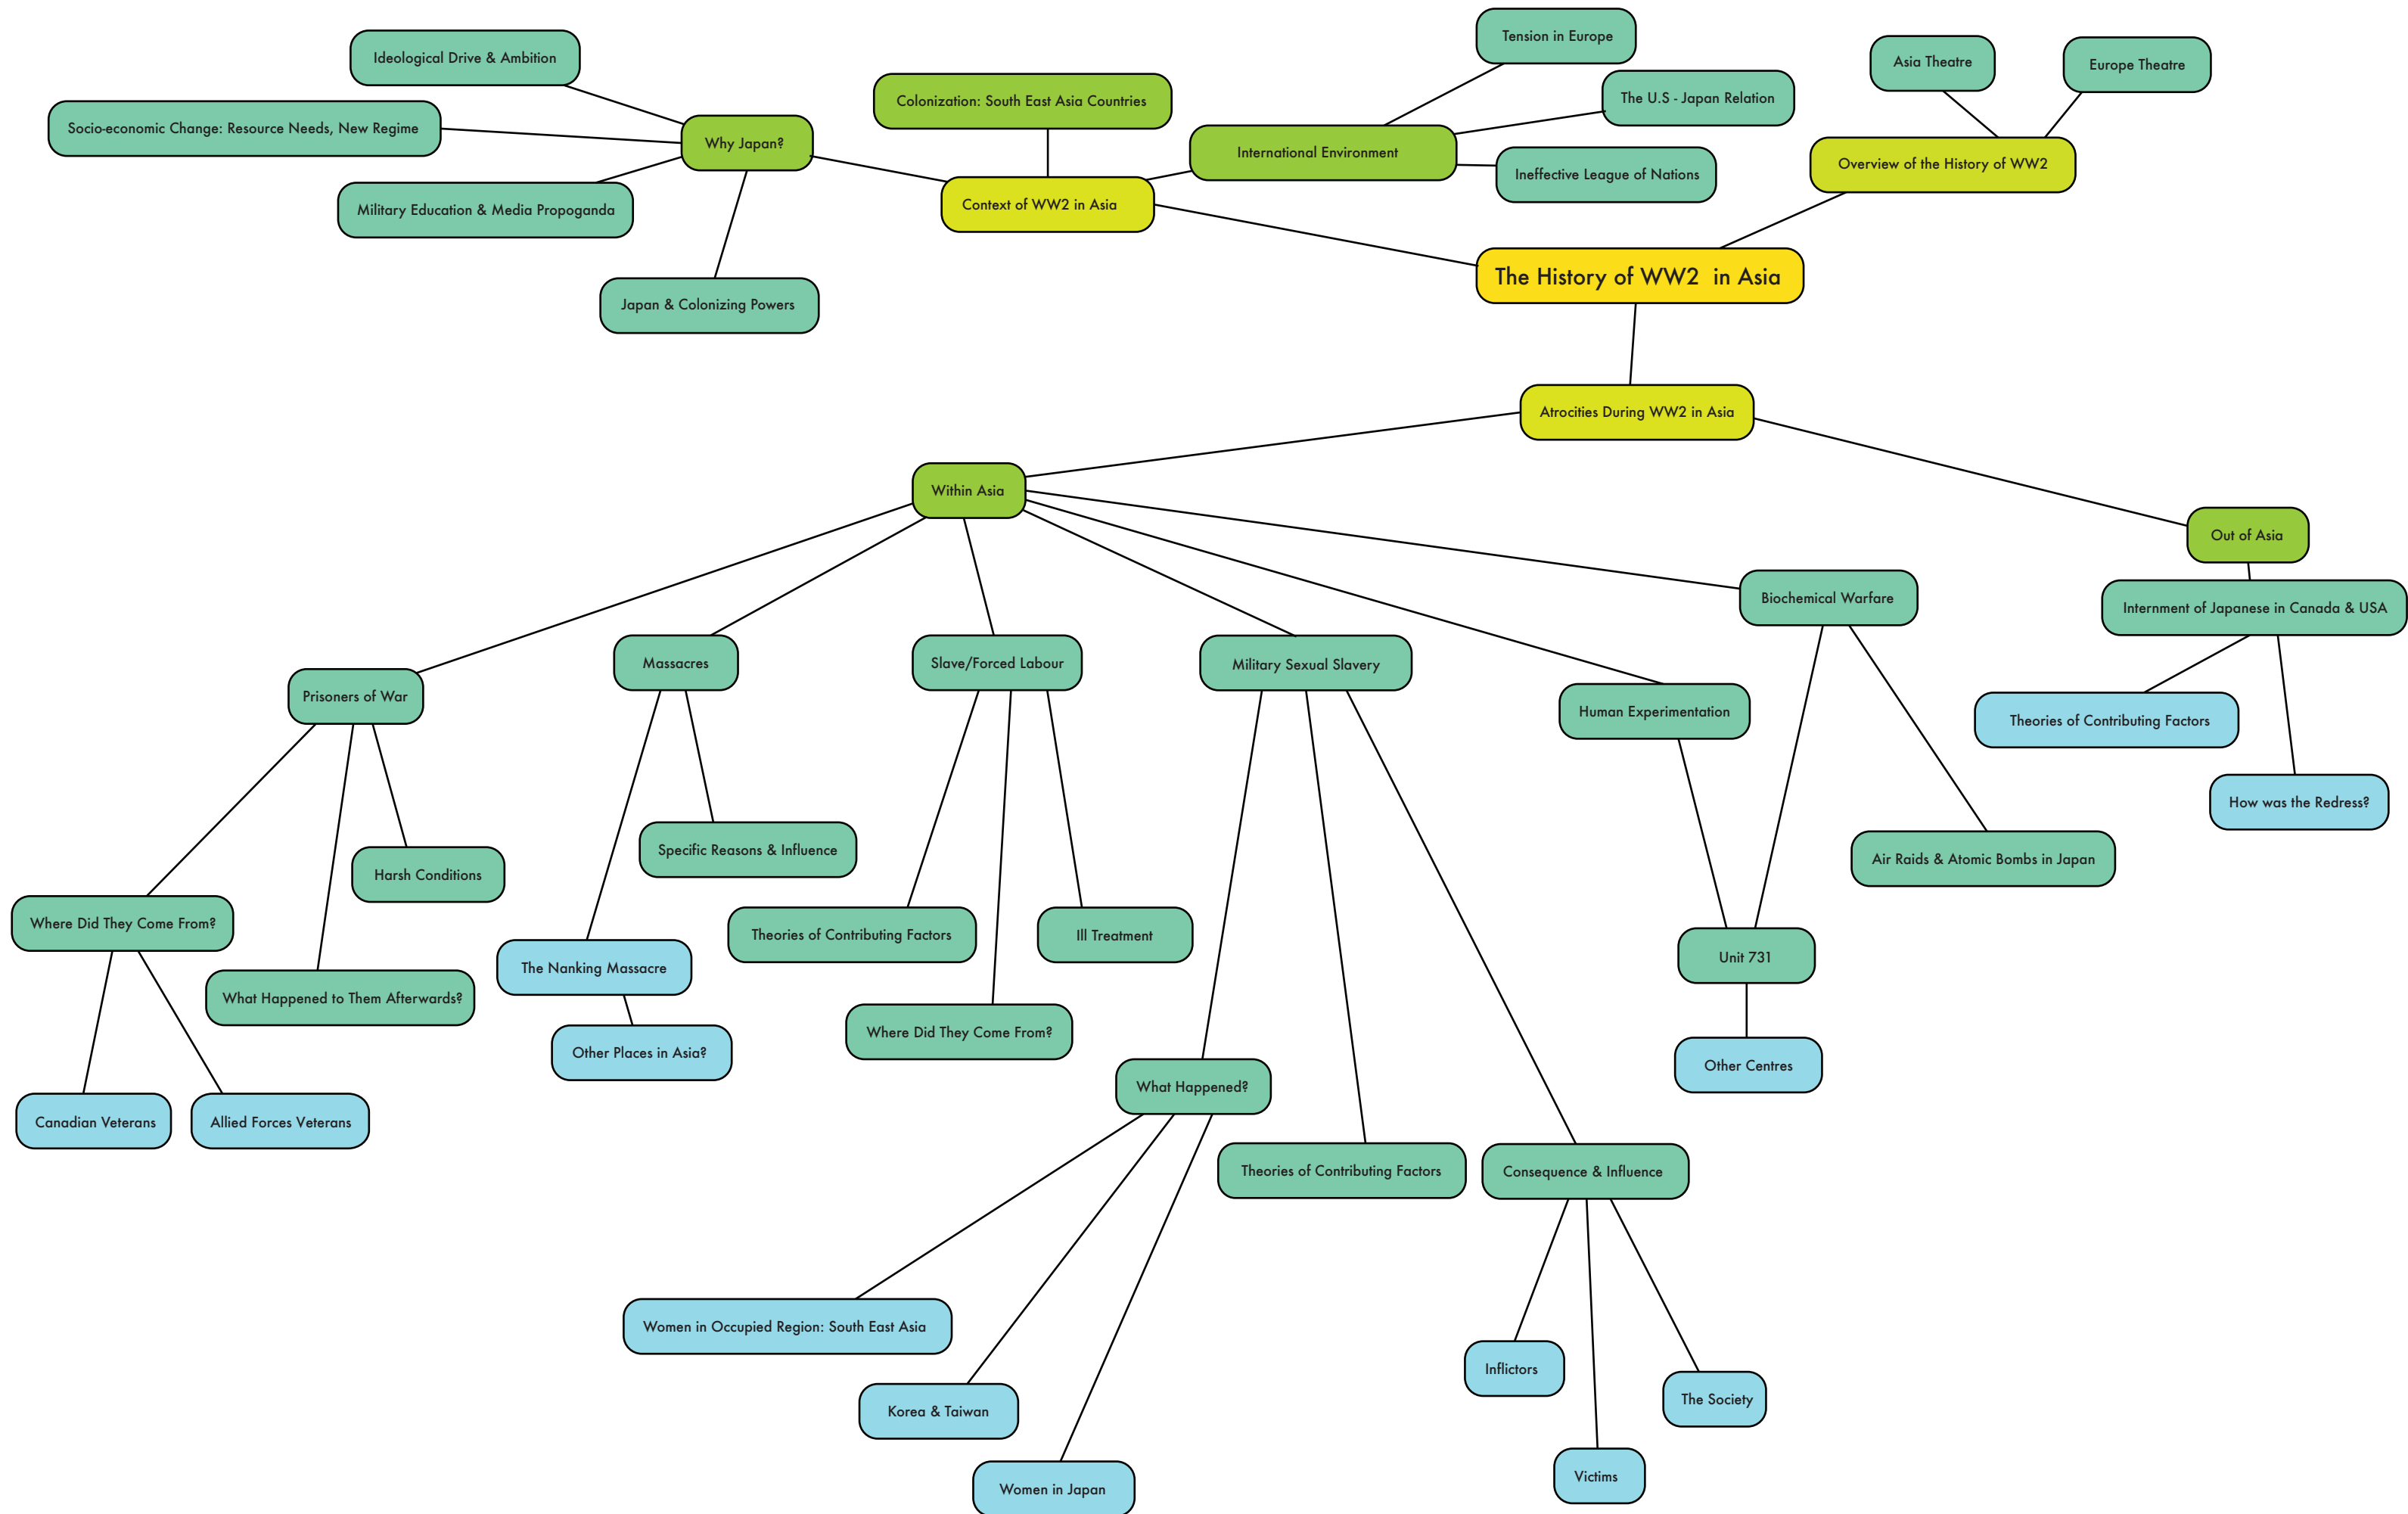 Tension in Europe
Ideological Drive & Ambition
Asia Theatre
Europe Theatre
Colonization: South East Asia Countries
The U.S - Japan Relation
Socio-economic Change: Resource Needs, New Regime
Why Japan?
International Environment
Overview of the History of WW2
Ineffective League of Nations
Military Education & Media Propoganda
Context of WW2 in Asia
The History of WW2 in Asia
Japan & Colonizing Powers
Atrocities During WW2 in Asia
Within Asia
Out of Asia
Biochemical Warfare
Internment of Japanese in Canada & USA
Massacres
Slave/Forced Labour
Military Sexual Slavery
Prisoners of War
Human Experimentation
Theories of Contributing Factors
How was the Redress?
Specific Reasons & Influence
Air Raids & Atomic Bombs in Japan
Harsh Conditions
Where Did They Come From?
Theories of Contributing Factors
Ill Treatment
Unit 731
The Nanking Massacre
What Happened to Them Afterwards?
Where Did They Come From?
Other Places in Asia?
Other Centres
What Happened?
Canadian Veterans
Allied Forces Veterans
Theories of Contributing Factors
Consequence & Influence
Women in Occupied Region: South East Asia
Inflictors
The Society
Korea & Taiwan
Victims
Women in Japan